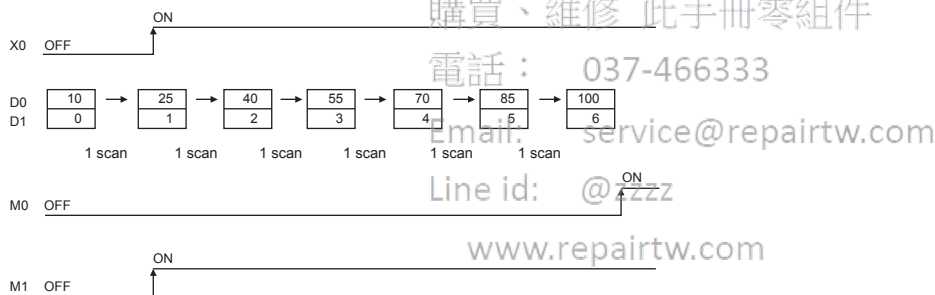 購買、維修 此手冊零組件
ON
X0 OFF
電話： 037-466333
D0 10 25 40 55 70 85 100
D1 0 1 2 3 4 5 6
Email: service@repairtw.com
1 scan 1 scan 1 scan 1 scan 1 scan 1 scan
ON
Line id: @zzzz
M0 OFF
www.repairtw.com
ON
M1 OFF